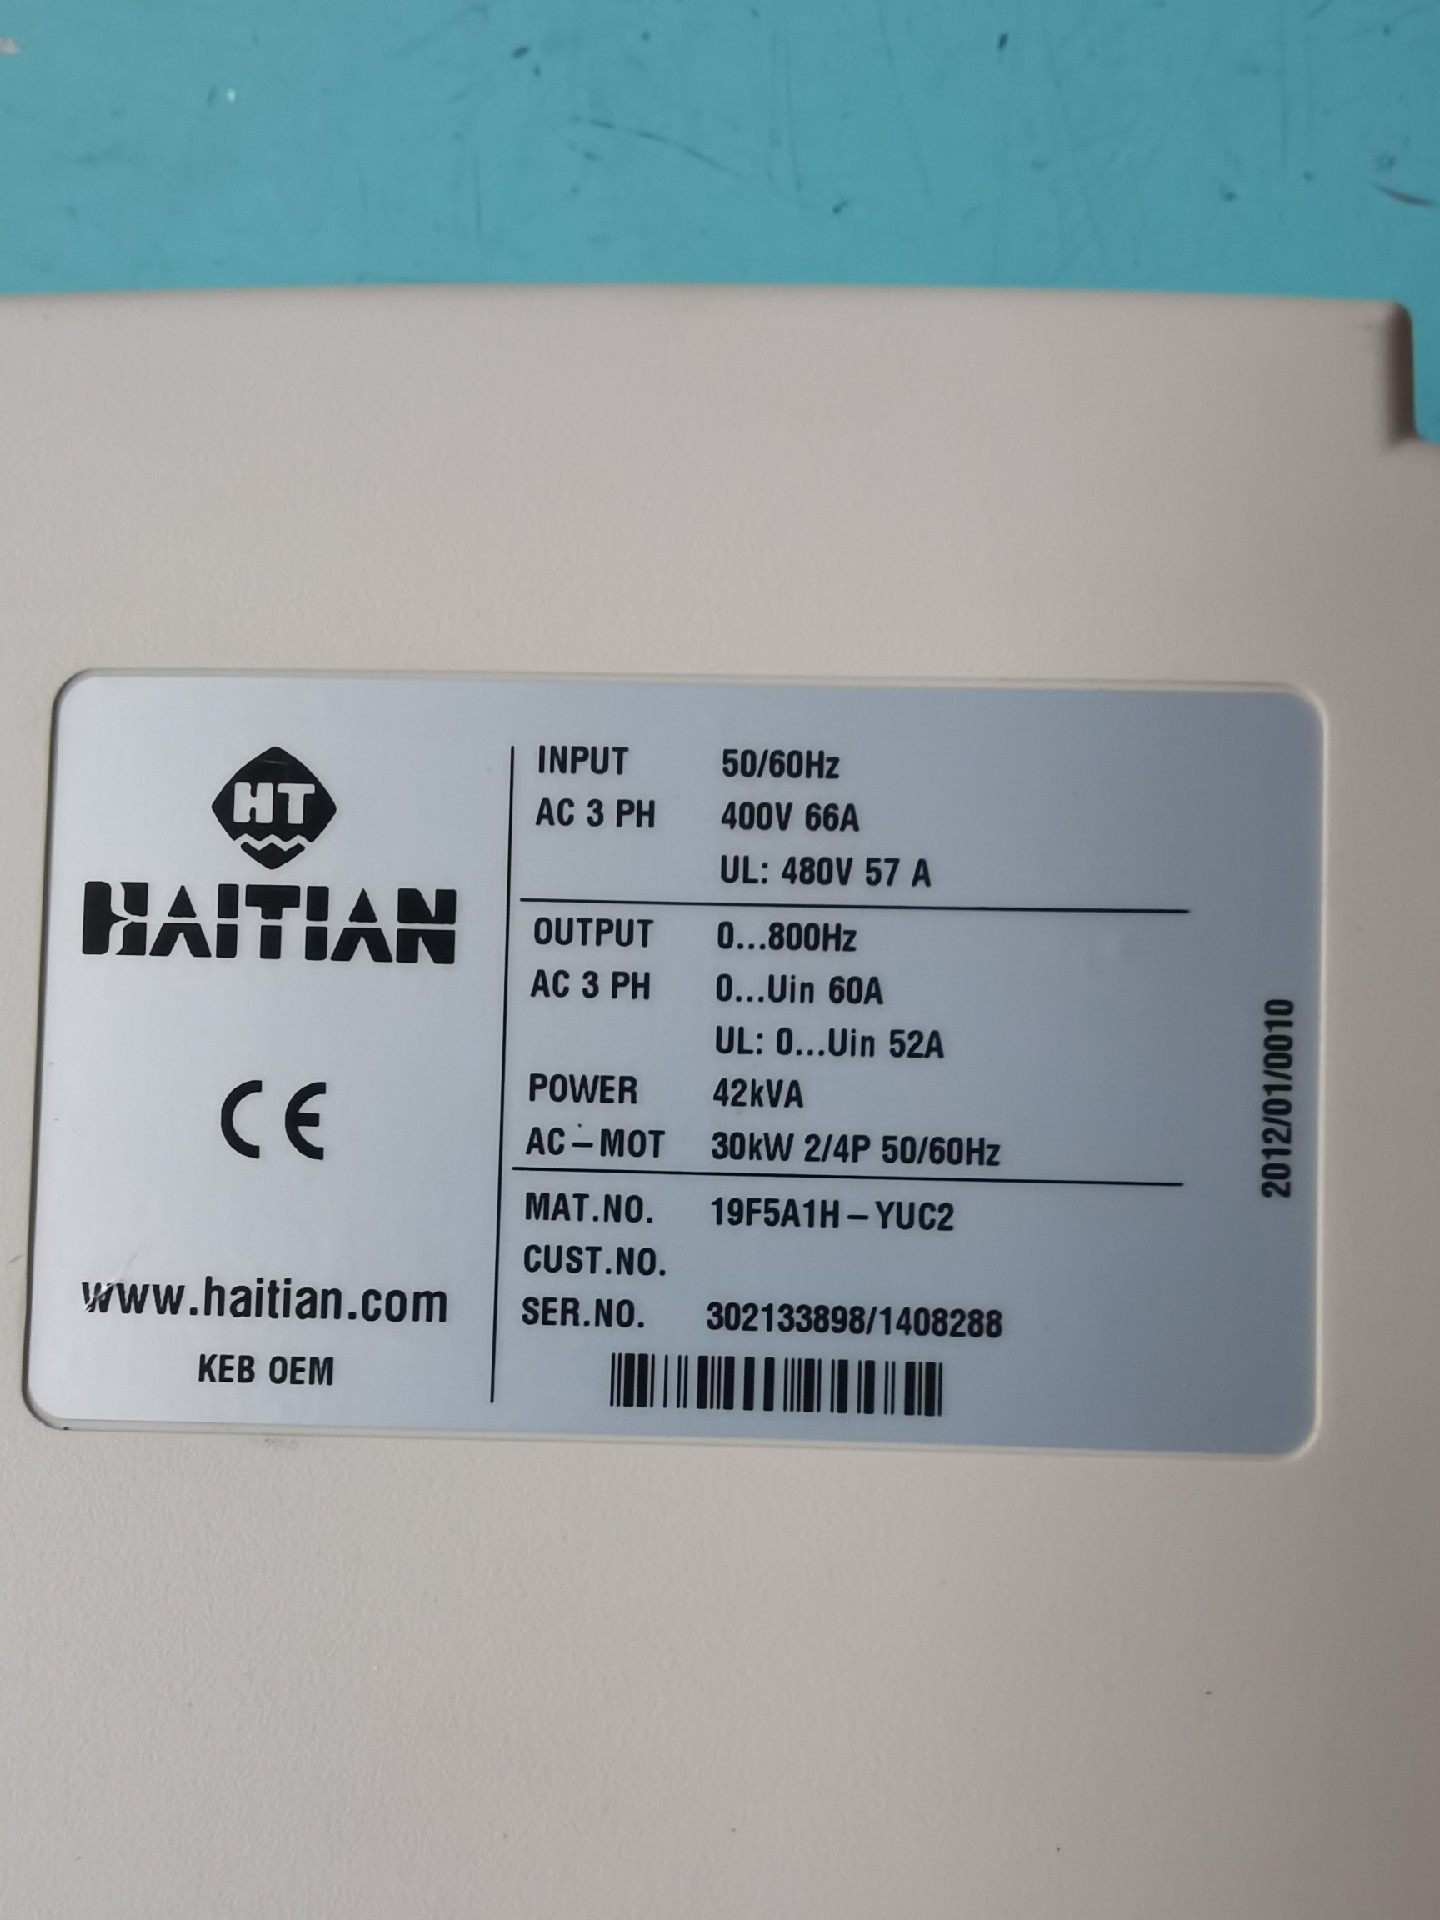 HT
HAITIAN
CE
www.haitian.com
KEB OEM
INPUT 50/60Hz
AC 3 PH 400V 66A
UL: 480V 57 A
OUTPUT 0...800Hz
AC 3 PH 0...Uin 60A
UL: 0...Uin 52A
POWER 42kVA
AC-MOT 30kW 2/4P 50/60Hz
MAT.NO. 19F5A1H-YUC2
CUST.NO.
SER.NO. 302133898/1408288
2012/01/0010